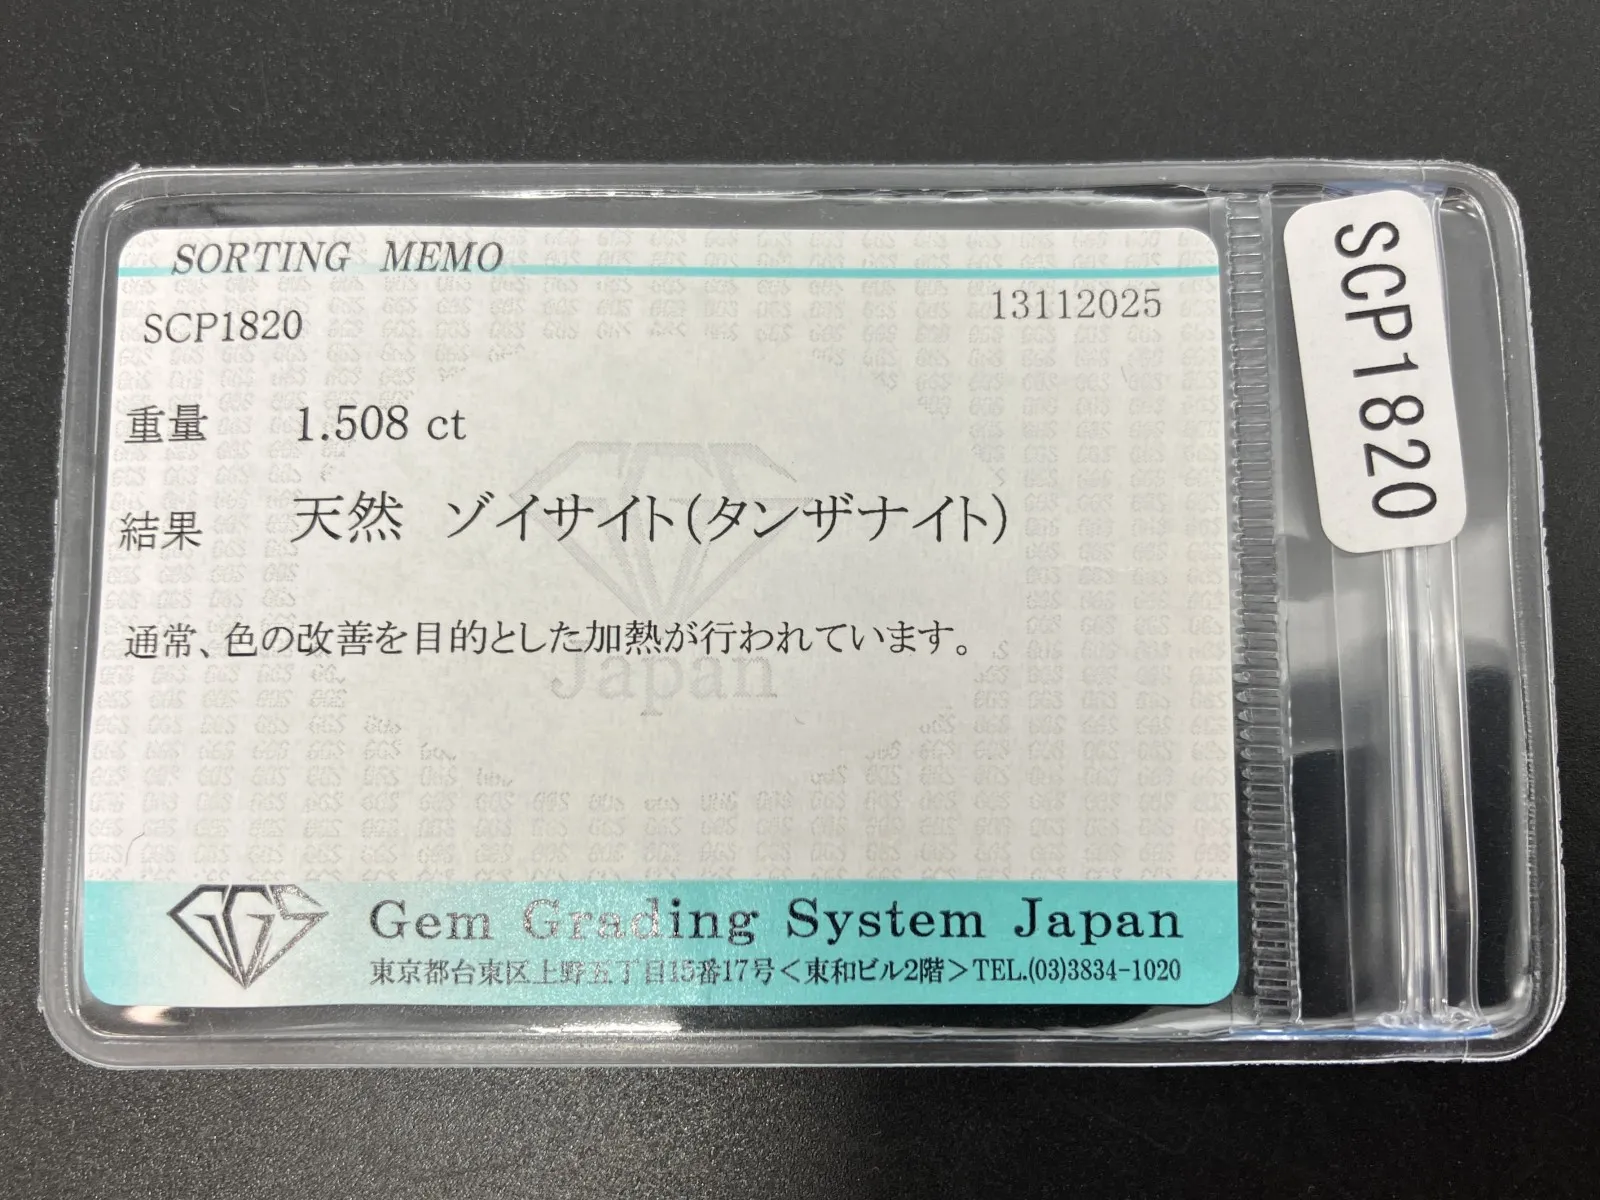 SORTING MEMO
13112025
SCP1820
重量 1.508 ct
結果 天然 ゾイサイト(タンザナイト)
通常、色の改善を目的とした加熱が行われています。
Japan
GGS Gem Grading System Japan
東京都台東区上野五丁目15番17号<東和ビル2階>TEL.(03)3834-1020
SCP1820